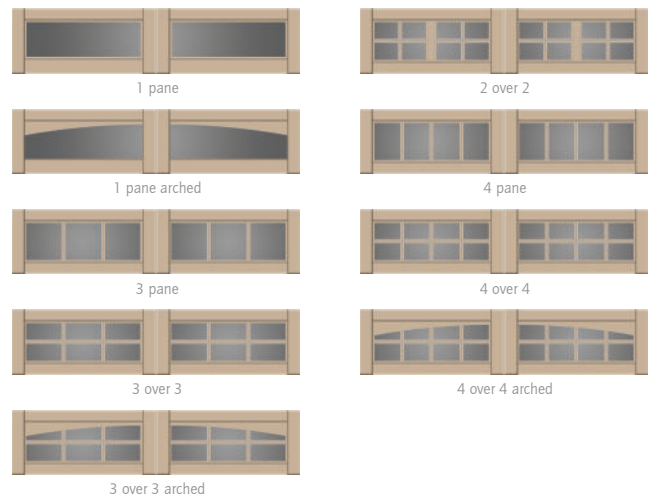 1 pane
2 over 2
1 pane arched
4 pane
3 pane
4 over 4
3 over 3
4 over 4 arched
3 over 3 arched